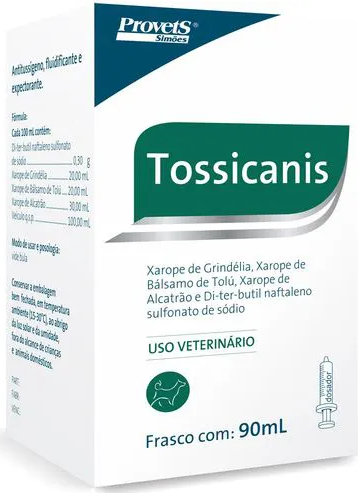 Provets
Simões
Antitussígeno, fluidificante e
expectorante.
Fórmula:
Cada 100 mL contém:
Di-ter-butil naftaleno sulfonato
de sódio ........ 0,30 g
Xarope de Grindélia ........ 20,00 mL
Xarope de Bálsamo de Tolú .. 20,00 mL
Xarope de Alcatrão ........ 30,00 mL
Veículo q.s.p ........ 100,00 mL
Modo de usar e posologia:
vide bula
Conservar a embalagem
bem fechada, em temperatura
ambiente (15-30°C), ao abrigo
da luz solar e da umidade,
fora do alcance de crianças
e animais domésticos.
PART.
FABR.
VENC.
Tossicanis
Xarope de Grindélia, Xarope de
Bálsamo de Tolú, Xarope de
Alcatrão e Di-ter-butil naftaleno
sulfonato de sódio
USO VETERINÁRIO
dosador
Frasco com: 90mL